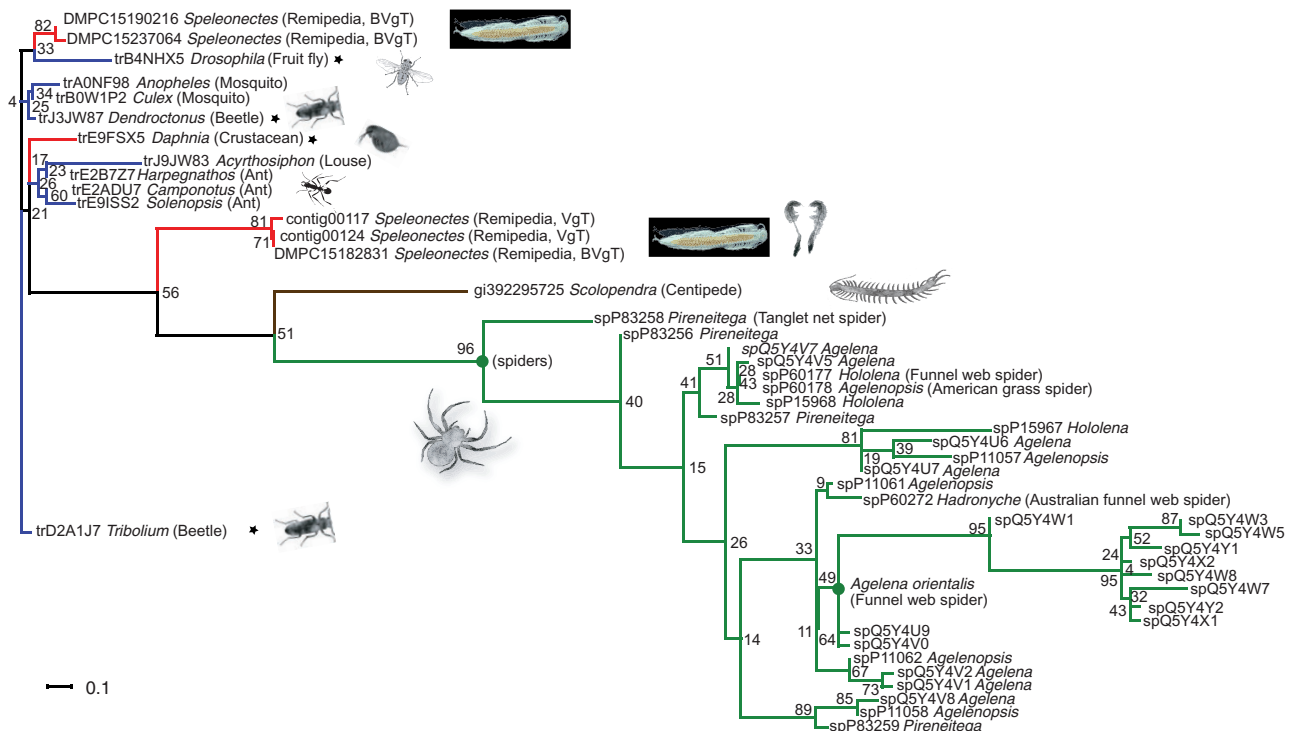 DMPC15190216 Speleonectes (Remipedia, BVgT)
82
DMPC15237064 Speleonectes (Remipedia, BVgT)
33
trB4NHX5 Drosophila (Fruit fly) ★
trA0NF98 Anopheles (Mosquito)
34
trB0W1P2 Culex (Mosquito)
4
25
trJ3JW87 Dendroctonus (Beetle) ★
trE9FSX5 Daphnia (Crustacean) ★
17
trJ9JW83 Acyrthosiphon (Louse)
23
trE2B7Z7 Harpegnathos (Ant)
26
trE2ADU7 Camponotus (Ant)
60
trE9ISS2 Solenopsis (Ant)
21
contig00117 Speleonectes (Remipedia, VgT)
81
contig00124 Speleonectes (Remipedia, VgT)
71
DMPC15182831 Speleonectes (Remipedia, BVgT)
56
gi392295725 Scolopendra (Centipede)
51
spP83258 Pireneitega (Tanglet net spider)
96
(spiders)
spP83256 Pireneitega
40
spQ5Y4V7 Agelena
51
spQ5Y4V5 Agelena
28
spP60177 Hololena (Funnel web spider)
41
43
spP60178 Agelenopsis (American grass spider)
28
spP15968 Hololena
spP83257 Pireneitega
15
spP15967 Hololena
81
spQ5Y4U6 Agelena
39
spP11057 Agelenopsis
19
spQ5Y4U7 Agelena
26
9
spP11061 Agelenopsis
spP60272 Hadronyche (Australian funnel web spider)
33
95
spQ5Y4W1
87
spQ5Y4W3
spQ5Y4W5
52
spQ5Y4Y1
24
spQ5Y4X2
4
spQ5Y4W8
95
spQ5Y4W7
32
spQ5Y4Y2
43
spQ5Y4X1
49
Agelena orientalis
(Funnel web spider)
11
64
spQ5Y4U9
spQ5Y4V0
14
spP11062 Agelenopsis
67
spQ5Y4V2 Agelena
73
spQ5Y4V1 Agelena
85
spQ5Y4V8 Agelena
89
spP11058 Agelenopsis
spP83259 Pireneitega
trD2A1J7 Tribolium (Beetle) ★
0.1